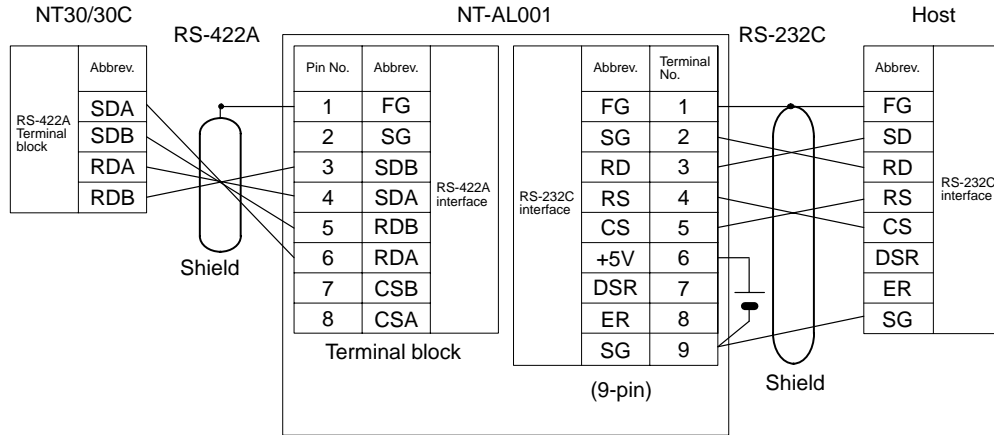 NT30/30C
NT-AL001
Host
RS-422A
RS-232C
Abbrev.
SDA
SDB
RDA
RDB
RS-422A
Terminal
block
Shield
Pin No. Abbrev.
1 FG
2 SG
3 SDB
4 SDA
5 RDB
6 RDA
7 CSB
8 CSA
RS-422A
interface
Terminal block
RS-232C
interface
Abbrev. Terminal
No.
FG 1
SG 2
RD 3
RS 4
CS 5
+5V 6
DSR 7
ER 8
SG 9
(9-pin)
Shield
Abbrev.
FG
SD
RD
RS
CS
DSR
ER
SG
RS-232C
interface